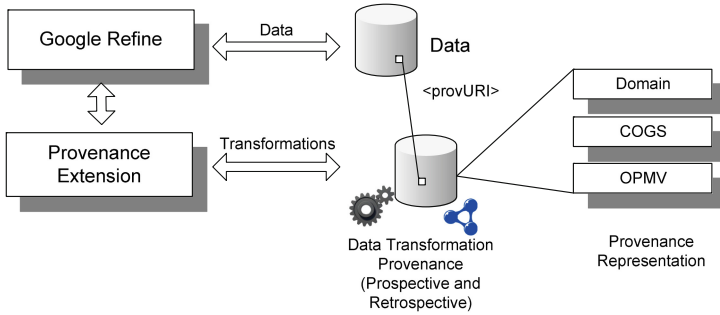 Google Refine
Data
Data
<provURI>
Provenance
Extension
Transformations
Domain
COGS
OPMV
Data Transformation
Provenance
(Prospective and
Retrospective)
Provenance
Representation